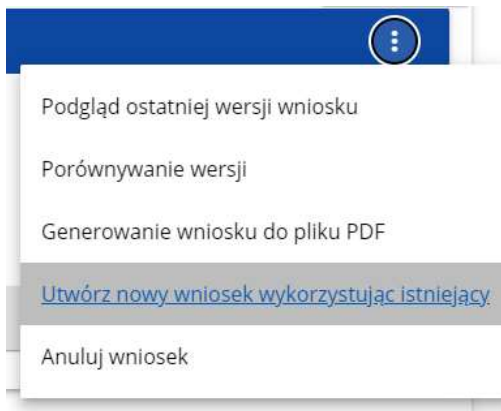 Podgląd ostatniej wersji wniosku
Porównywanie wersji
Generowanie wniosku do pliku PDF
Utwórz nowy wniosek wykorzystując istniejący
Anuluj wniosek